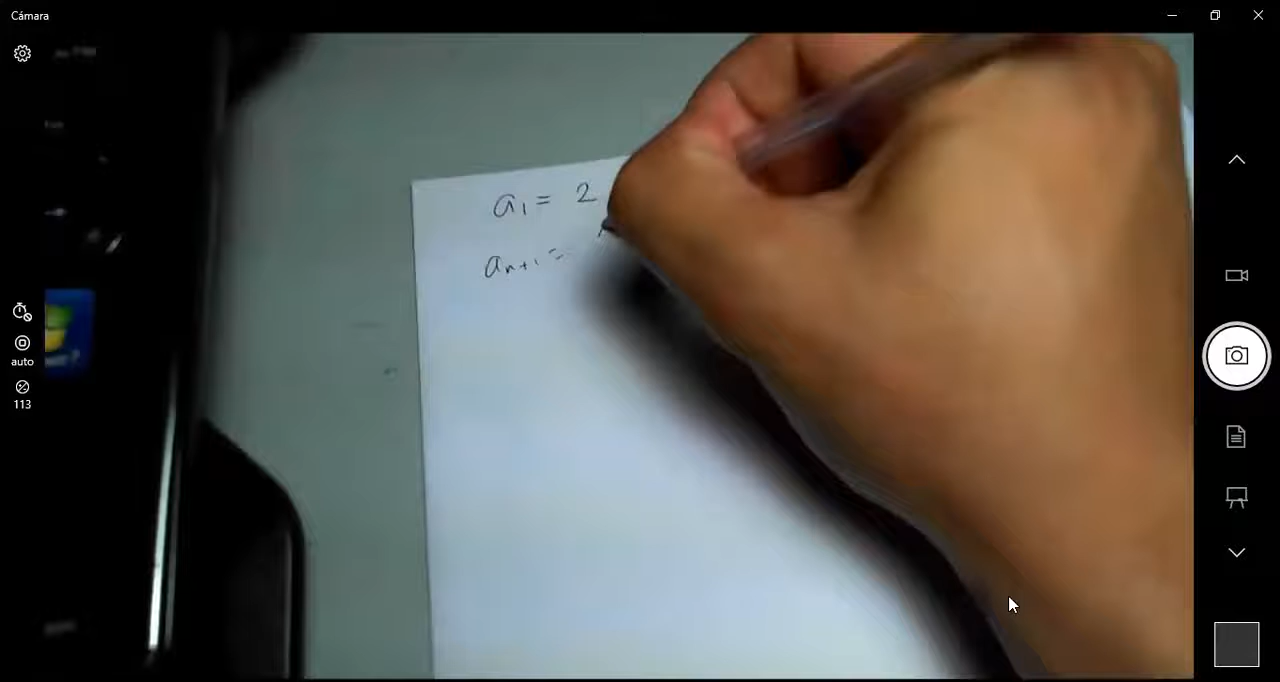 Cámara
a₁ = 2
aₙ₊₁ =
auto
113